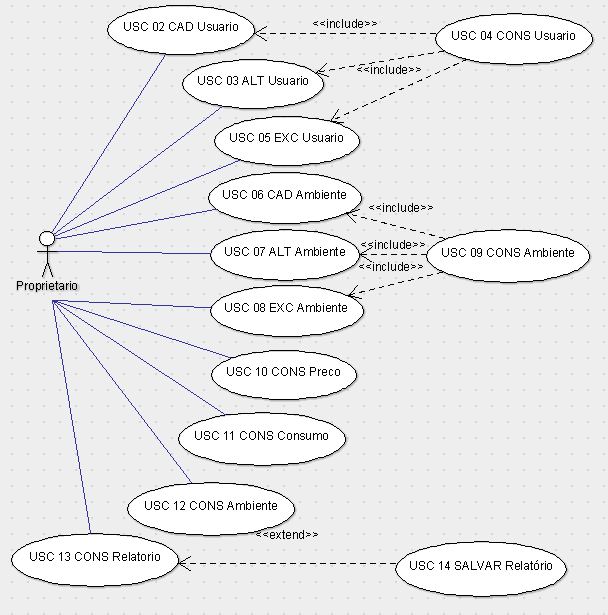 USC 02 CAD Usuario
<<include>>
USC 04 CONS Usuario
USC 03 ALT Usuario
<<include>>
USC 05 EXC Usuario
USC 06 CAD Ambiente
<<include>>
USC 07 ALT Ambiente
<<include>>
USC 09 CONS Ambiente
<<include>>
Proprietario
USC 08 EXC Ambiente
USC 10 CONS Preco
USC 11 CONS Consumo
USC 12 CONS Ambiente
<<extend>>
USC 13 CONS Relatorio
USC 14 SALVAR Relatório